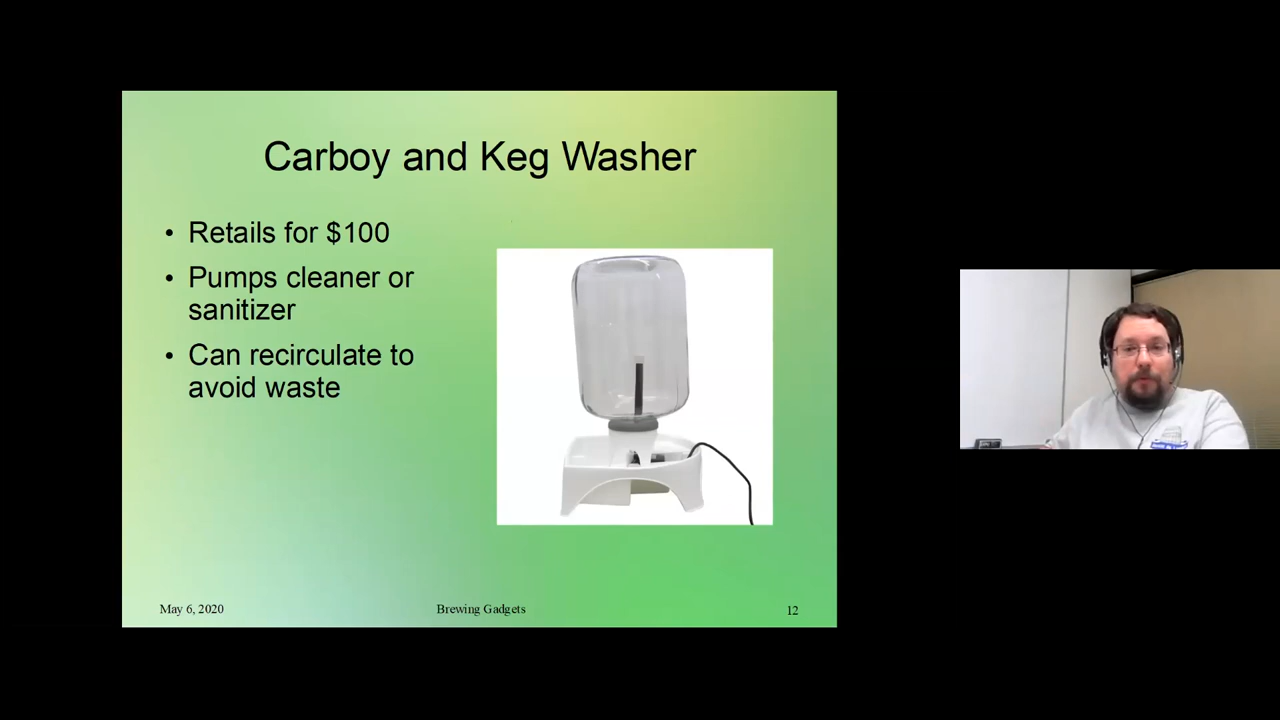 Carboy and Keg Washer
• Retails for $100
• Pumps cleaner or
sanitizer
• Can recirculate to
avoid waste
May 6, 2020
Brewing Gadgets
12